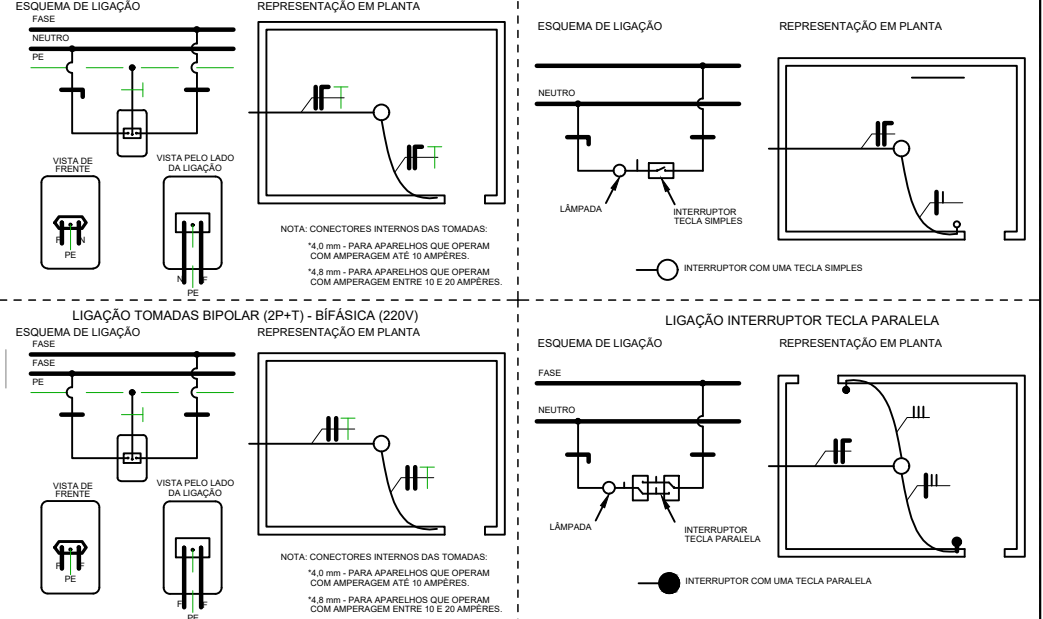 ESQUEMA DE LIGAÇÃO
REPRESENTAÇÃO EM PLANTA
FASE
NEUTRO
PE
VISTA DE
FRENTE
VISTA PELO LADO
DA LIGAÇÃO
F N
PE
N F
PE
NOTA: CONECTORES INTERNOS DAS TOMADAS:
*4,0 mm - PARA APARELHOS QUE OPERAM
COM AMPERAGEM ATÉ 10 AMPÈRES.
*4,8 mm - PARA APARELHOS QUE OPERAM
COM AMPERAGEM ENTRE 10 E 20 AMPÈRES.
ESQUEMA DE LIGAÇÃO
REPRESENTAÇÃO EM PLANTA
NEUTRO
LÂMPADA
INTERRUPTOR
TECLA SIMPLES
INTERRUPTOR COM UMA TECLA SIMPLES
LIGAÇÃO TOMADAS BIPOLAR (2P+T) - BÍFÁSICA (220V)
ESQUEMA DE LIGAÇÃO
REPRESENTAÇÃO EM PLANTA
FASE
FASE
PE
VISTA DE
FRENTE
VISTA PELO LADO
DA LIGAÇÃO
F F
PE
F F
PE
NOTA: CONECTORES INTERNOS DAS TOMADAS:
*4,0 mm - PARA APARELHOS QUE OPERAM
COM AMPERAGEM ATÉ 10 AMPÈRES.
*4,8 mm - PARA APARELHOS QUE OPERAM
COM AMPERAGEM ENTRE 10 E 20 AMPÈRES.
LIGAÇÃO INTERRUPTOR TECLA PARALELA
ESQUEMA DE LIGAÇÃO
REPRESENTAÇÃO EM PLANTA
FASE
NEUTRO
LÂMPADA
INTERRUPTOR
TECLA PARALELA
INTERRUPTOR COM UMA TECLA PARALELA